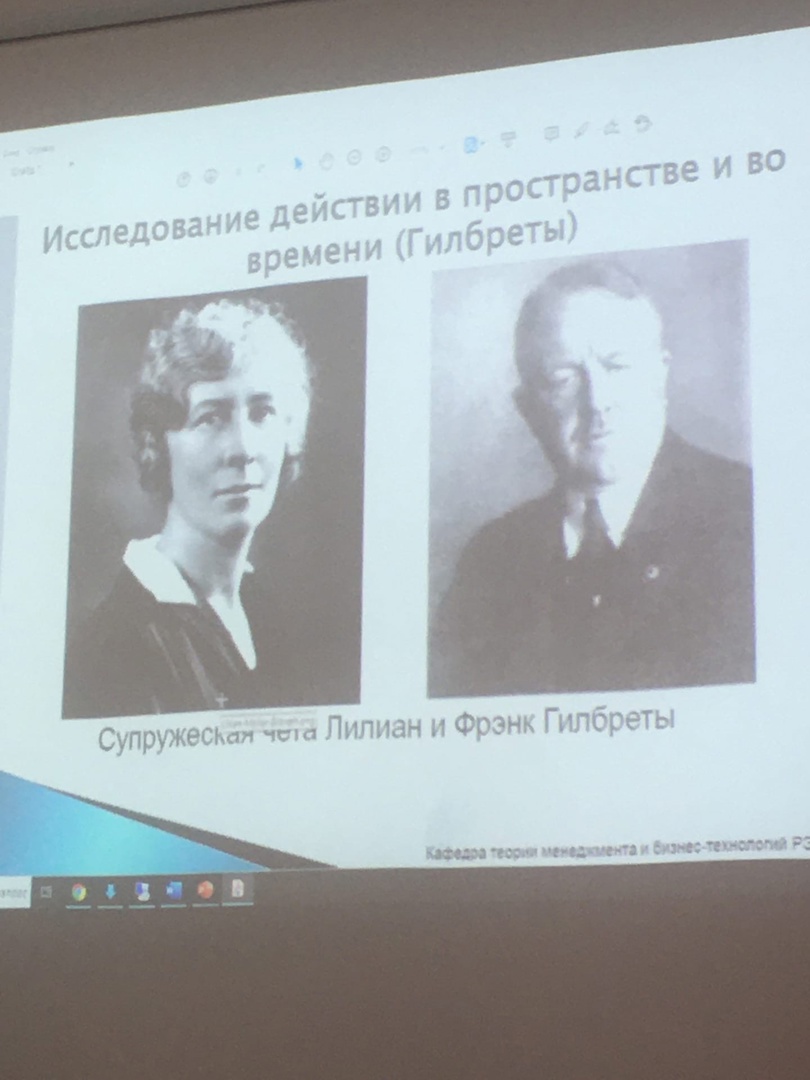 Исследование действии в пространстве и во
времени (Гилбреты)
Супружеская чета Лилиан и Фрэнк Гилбреты
Кафедра теории менеджмента и бизнес-технологий РЭ